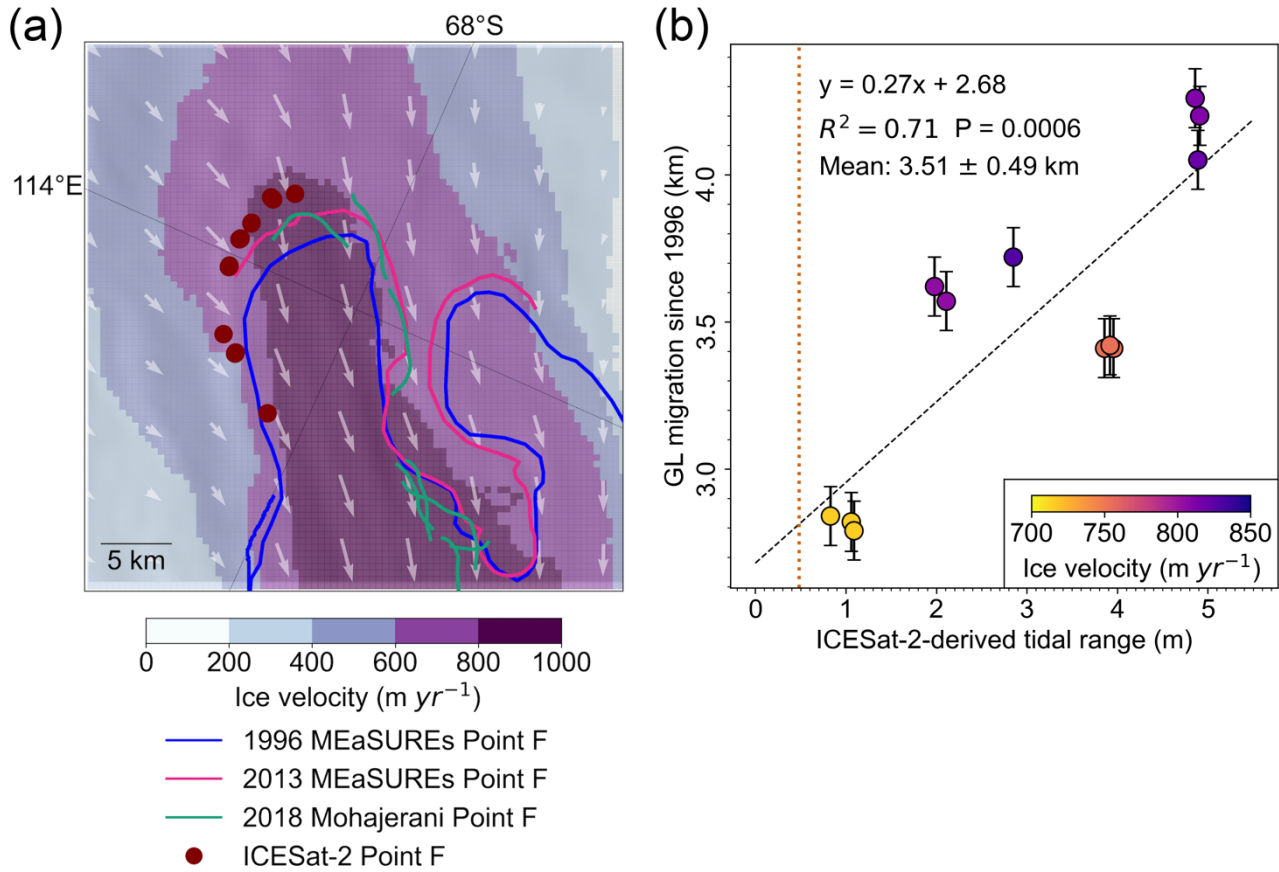 (a)
68°S
114°E
5 km
0 200 400 600 800 1000
Ice velocity (m yr⁻¹)
1996 MEaSUREs Point F
2013 MEaSUREs Point F
2018 Mohajerani Point F
ICESat-2 Point F
(b)
y = 0.27x + 2.68
R² = 0.71 P = 0.0006
Mean: 3.51 ± 0.49 km
GL migration since 1996 (km)
4.0
3.5
3.0
700 750 800 850
Ice velocity (m yr⁻¹)
0 1 2 3 4 5
ICESat-2-derived tidal range (m)